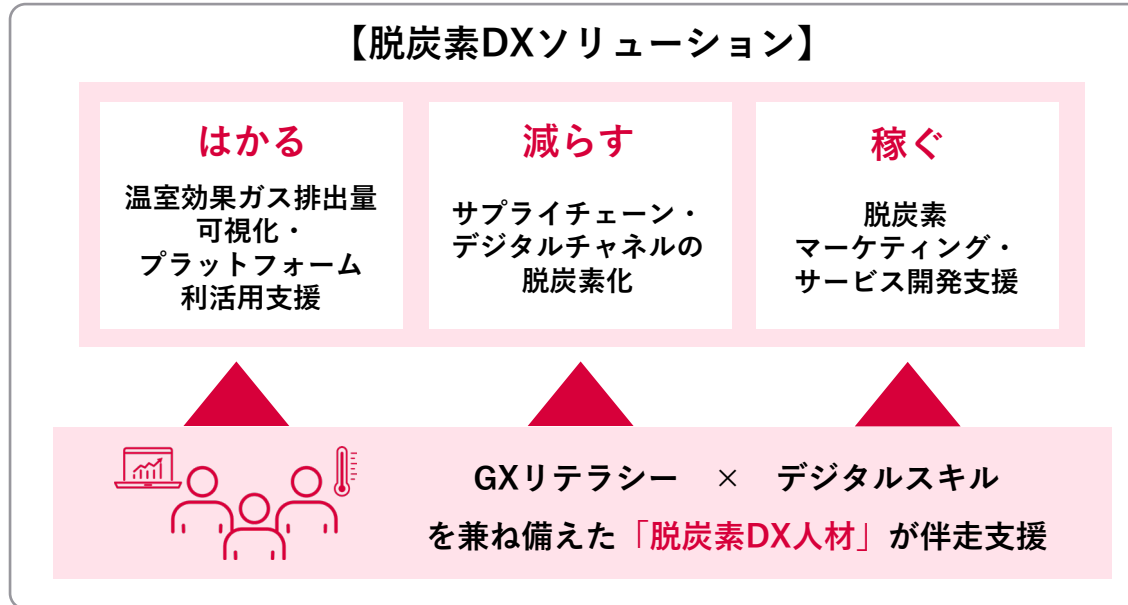 【脱炭素DXソリューション】
はかる
温室効果ガス排出量
可視化・
プラットフォーム
利活用支援
減らす
サプライチェーン・
デジタルチャネルの
脱炭素化
稼ぐ
脱炭素
マーケティング・
サービス開発支援
GXリテラシー × デジタルスキル
を兼ね備えた「脱炭素DX人材」が伴走支援